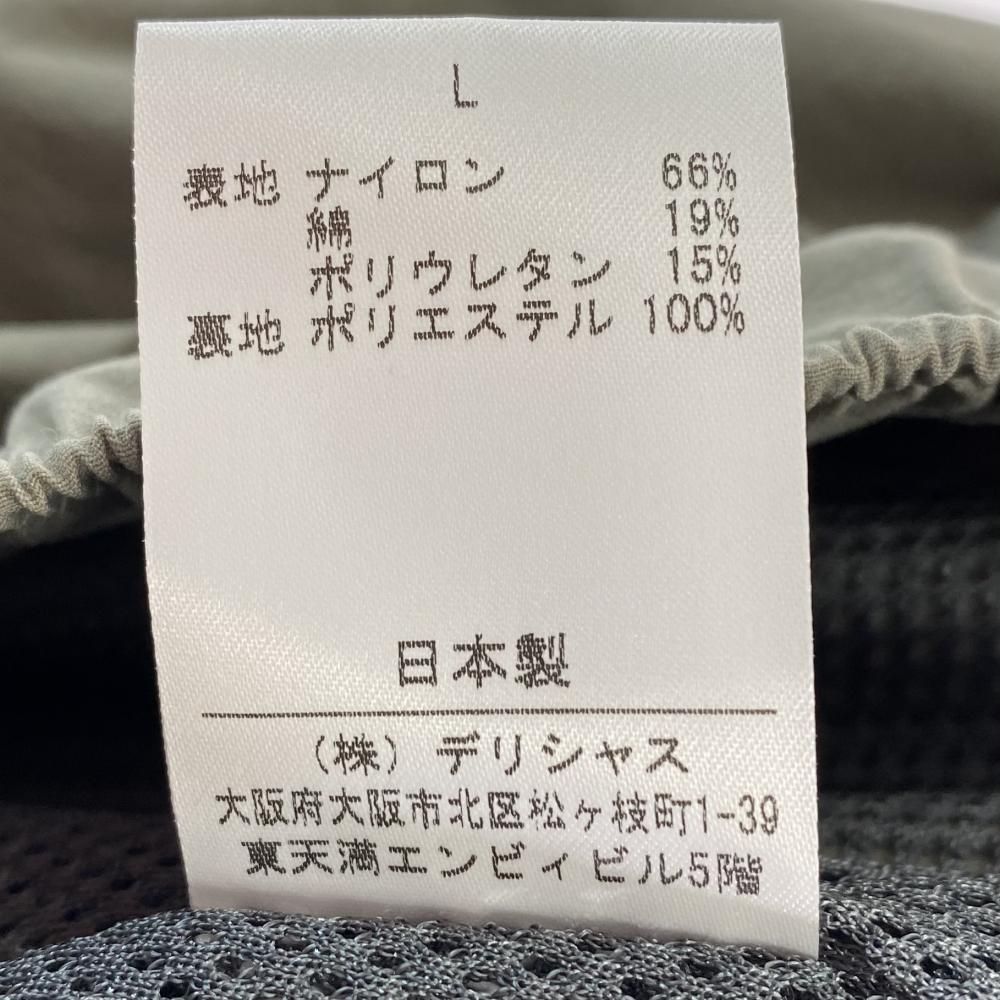 L
表地 ナイロン 66%
綿 19%
ポリウレタン 15%
裏地 ポリエステル 100%
日本製
(株) デリシャス
大阪府大阪市北区松ヶ枝町1-39
東天満エンビィビル5階